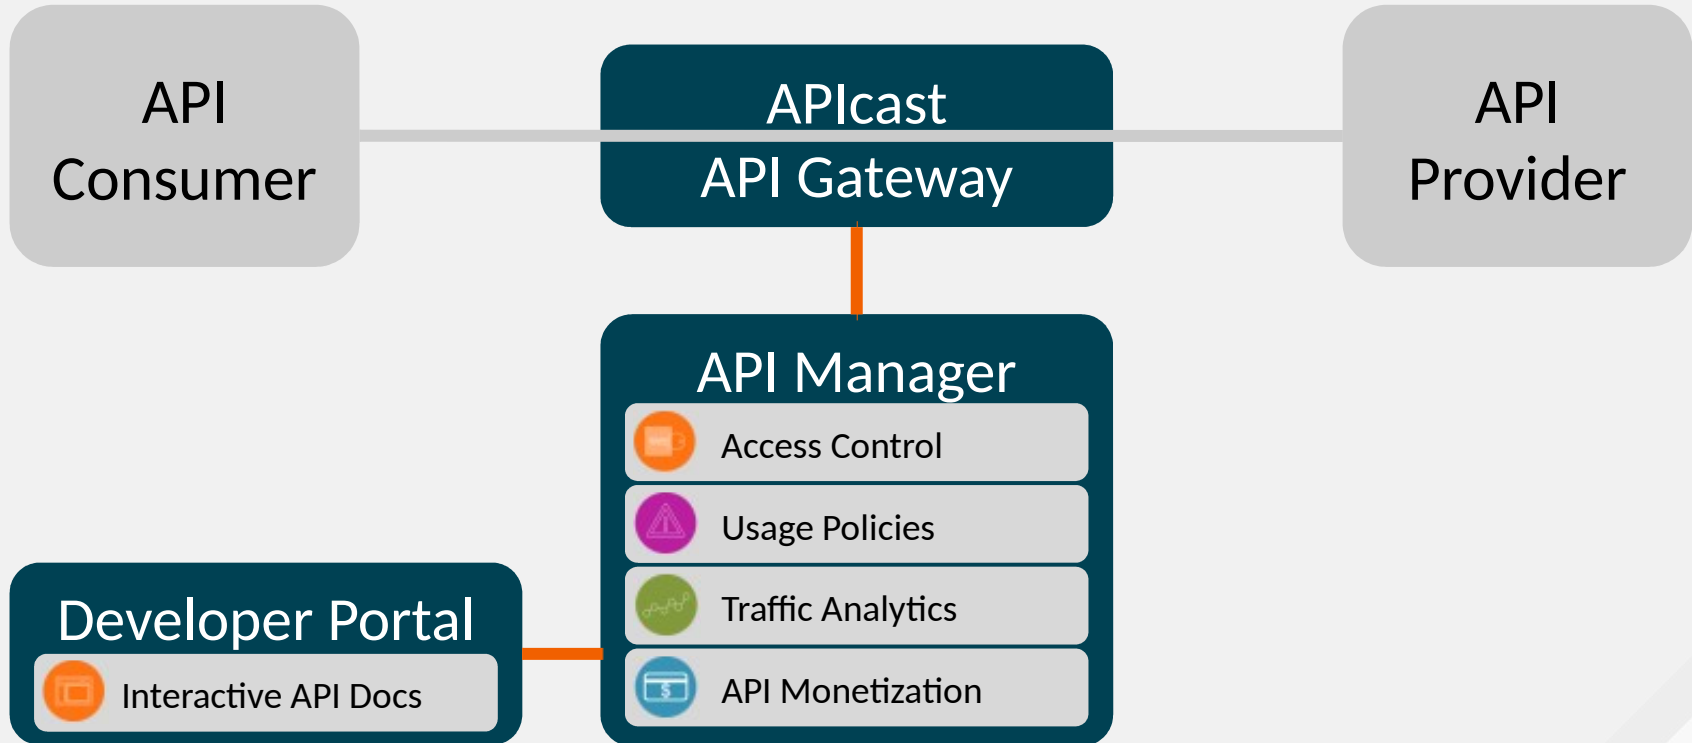 API
Consumer
APIcast
API Gateway
API
Provider
API Manager
Access Control
Usage Policies
Traffic Analytics
API Monetization
Developer Portal
Interactive API Docs